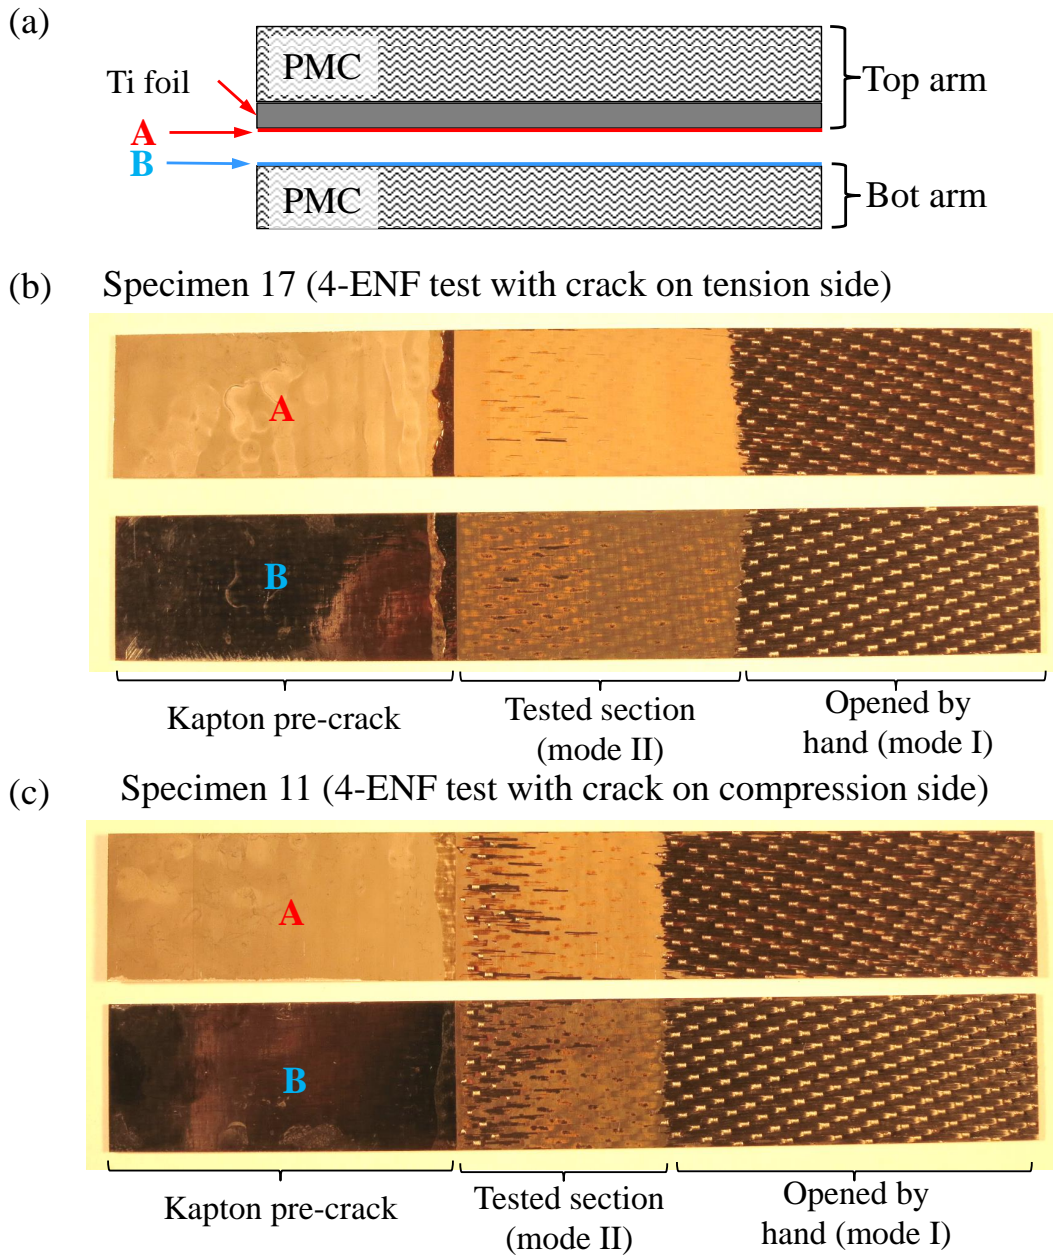 (a)
PMC
Ti foil
Top arm
A
B
PMC
Bot arm
(b)
Specimen 17 (4-ENF test with crack on tension side)
A
B
Kapton pre-crack
Tested section
(mode II)
Opened by
hand (mode I)
(c)
Specimen 11 (4-ENF test with crack on compression side)
A
B
Kapton pre-crack
Tested section
(mode II)
Opened by
hand (mode I)